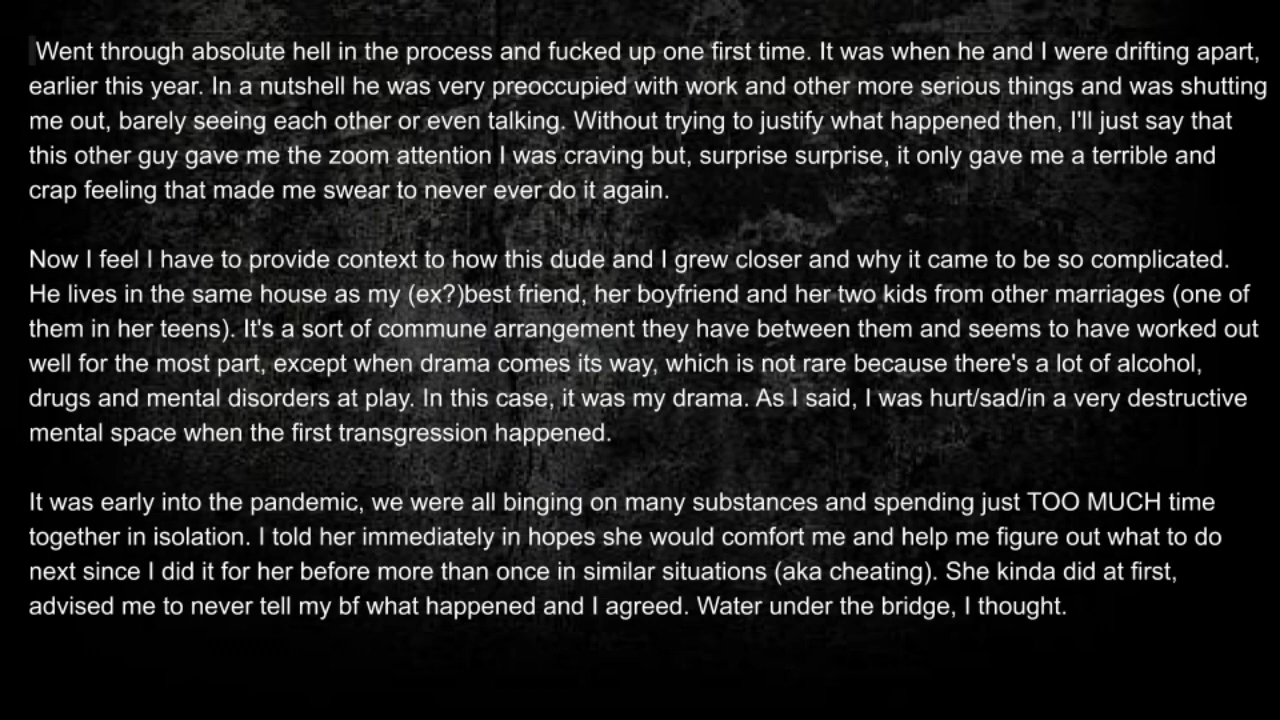 Went through absolute hell in the process and fucked up one first time. It was when he and I were drifting apart,
earlier this year. In a nutshell he was very preoccupied with work and other more serious things and was shutting
me out, barely seeing each other or even talking. Without trying to justify what happened then, I'll just say that
this other guy gave me the zoom attention I was craving but, surprise surprise, it only gave me a terrible and
crap feeling that made me swear to never ever do it again.
Now I feel I have to provide context to how this dude and I grew closer and why it came to be so complicated.
He lives in the same house as my (ex?)best friend, her boyfriend and her two kids from other marriages (one of
them in her teens). It's a sort of commune arrangement they have between them and seems to have worked out
well for the most part, except when drama comes its way, which is not rare because there's a lot of alcohol,
drugs and mental disorders at play. In this case, it was my drama. As I said, I was hurt/sad/in a very destructive
mental space when the first transgression happened.
It was early into the pandemic, we were all binging on many substances and spending just TOO MUCH time
together in isolation. I told her immediately in hopes she would comfort me and help me figure out what to do
next since I did it for her before more than once in similar situations (aka cheating). She kinda did at first,
advised me to never tell my bf what happened and I agreed. Water under the bridge, I thought.